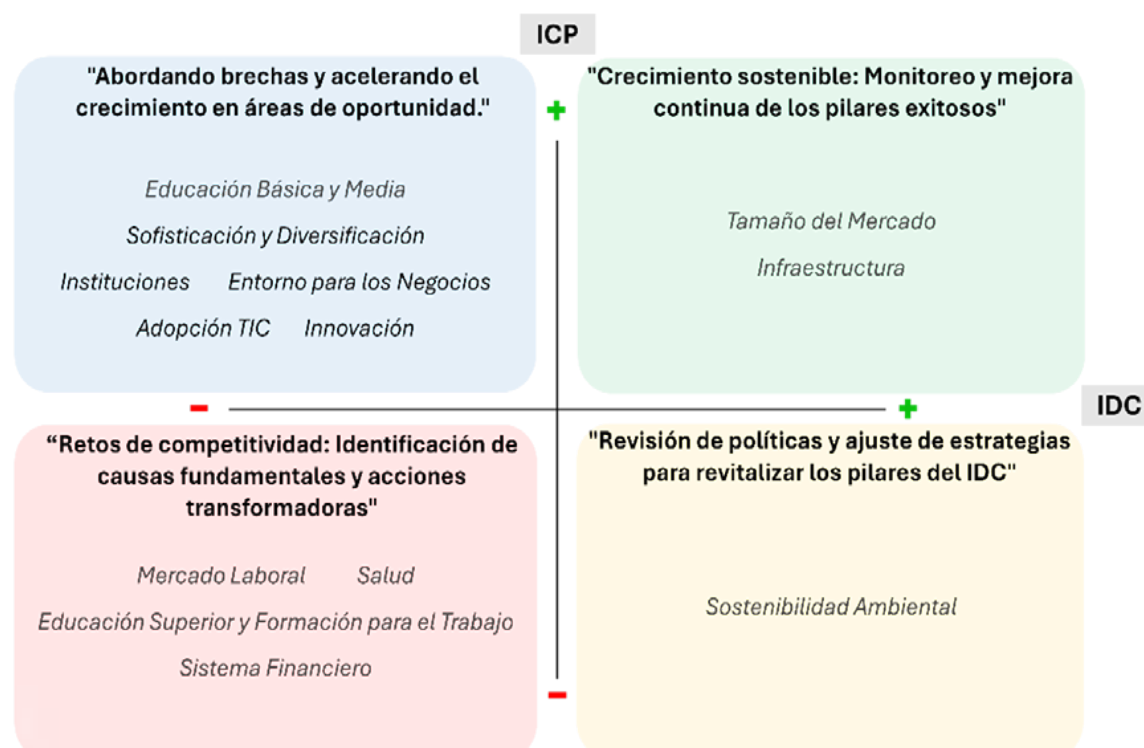 ICP
"Abordando brechas y acelerando el
crecimiento en áreas de oportunidad."
Educación Básica y Media
Sofisticación y Diversificación
Instituciones Entorno para los Negocios
Adopción TIC Innovación
"Crecimiento sostenible: Monitoreo y mejora
continua de los pilares exitosos"
Tamaño del Mercado
Infraestructura
IDC
“Retos de competitividad: Identificación de
causas fundamentales y acciones
transformadoras"
Mercado Laboral Salud
Educación Superior y Formación para el Trabajo
Sistema Financiero
"Revisión de políticas y ajuste de estrategias
para revitalizar los pilares del IDC"
Sostenibilidad Ambiental